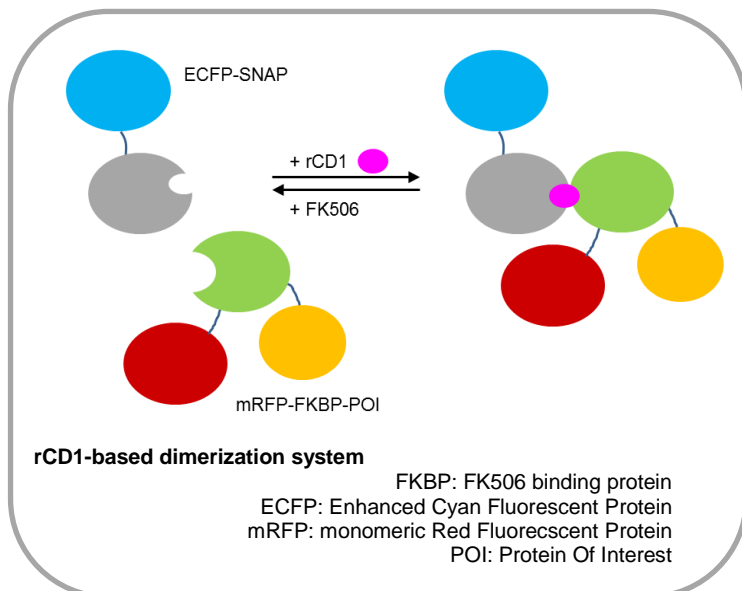 ECFP-SNAP
+ rCD1
+ FK506
mRFP-FKBP-POI
rCD1-based dimerization system
FKBP: FK506 binding protein
ECFP: Enhanced Cyan Fluorescent Protein
mRFP: monomeric Red Fluorecscent Protein
POI: Protein Of Interest